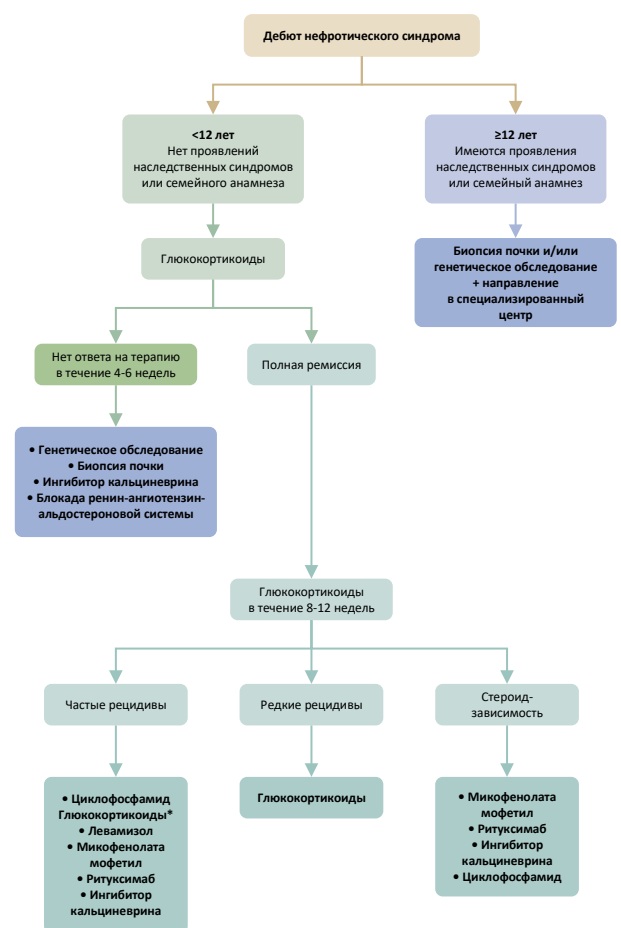 Дебют нефротического синдрома
<12 лет
Нет проявлений
наследственных синдромов
или семейного анамнеза
≥12 лет
Имеются проявления
наследственных синдромов
или семейный анамнез
Глюкокортикоиды
Биопсия почки и/или
генетическое обследование
+ направление
в специализированный
центр
Нет ответа на терапию
в течение 4-6 недель
Полная ремиссия
• Генетическое обследование
• Биопсия почки
• Ингибитор кальциневрина
• Блокада ренин-ангиотензин-
альдостероновой системы
Глюкокортикоиды
в течение 8-12 недель
Частые рецидивы
Редкие рецидивы
Стероид-
зависимость
• Циклофосфамид
Глюкокортикоиды*
• Левамизол
• Микофенолата
мофетил
• Ритуксимаб
• Ингибитор
кальциневрина
Глюкокортикоиды
• Микофенолата
мофетил
• Ритуксимаб
• Ингибитор
кальциневрина
• Циклофосфамид